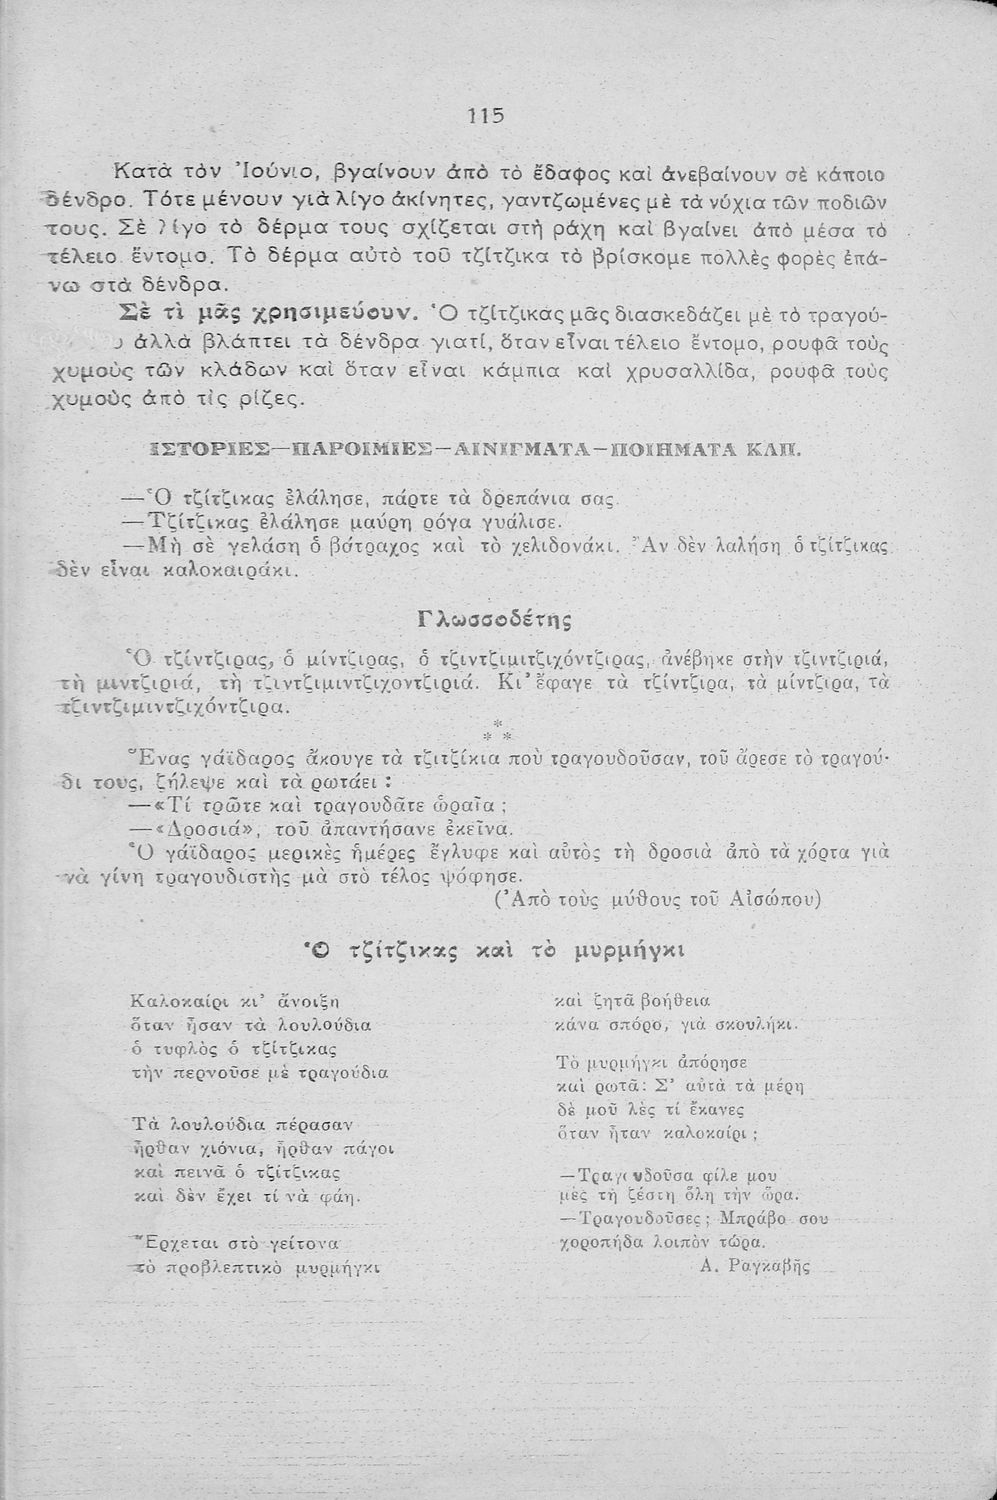 115
Κατὰ τὸν Ἰούνιο, βγαίνουν ἀπὸ τὸ ἔδαφος καὶ ἀνεβαίνουν σὲ κάποιο
δένδρο. Τότε μένουν γιὰ λίγο ἀκίνητες, γαντζωμένες μὲ τὰ νύχια τῶν ποδιῶν
τους. Σὲ λίγο τὸ δέρμα τους σχίζεται στὴ ράχη καὶ βγαίνει ἀπὸ μέσα τὸ
τέλειο ἔντομο. Τὸ δέρμα αὐτὸ τοῦ τζίτζικα τὸ βρίσκομε πολλὲς φορὲς ἐπά-
νω στὰ δένδρα.
Σὲ τὶ μᾶς χρησιμεύουν. Ὁ τζίτζικας μᾶς διασκεδάζει μὲ τὸ τραγού-
ἀλλὰ βλάπτει τὰ δένδρα γιατί, ὅταν εἶναι τέλειο ἔντομο, ρουφᾶ τοὺς
χυμοὺς τῶν κλάδων καὶ ὅταν εἶναι κάμπια καὶ χρυσαλλίδα, ρουφᾶ τοὺς
χυμοὺς ἀπὸ τὶς ρίζες.
ΙΣΤΟΡΙΕΣ—ΠΑΡΟΙΜΙΕΣ—ΑΙΝΙΓΜΑΤΑ—ΠΟΙΗΜΑΤΑ ΚΛΠ.
—Ὁ τζίτζικας ἐλάλησε, πάρτε τὰ δρεπάνια σας.
—Τζίτζικας ἐλάλησε μαύρη ρόγα γυάλισε.
—Μὴ σὲ γελάση ὁ βάτραχος καὶ τὸ χελιδονάκι. Ἂν δὲν λαλήση ὁ τζίτζικας
δὲν εἶναι καλοκαιράκι.
Γλωσσοδέτης
Ὁ τζίντζιρας, ὁ μίντζιρας, ὁ τζιντζιμιτζιχόντζιρας, ἀνέβηκε στὴν τζιντζιριά,
τὴ μιντζιριά, τὴ τζιντζιμιντζιχοντζιριά. Κι' ἔφαγε τὰ τζίντζιρα, τὰ μίντζιρα, τὰ
τζιντζιμιντζιχόντζιρα.
*
* *
Ἕνας γάϊδαρος ἄκουγε τὰ τζιτζίκια ποὺ τραγουδοῦσαν, τοῦ ἄρεσε τὸ τραγού-
δι τους, ζήλεψε καὶ τὰ ρωτάει :
—«Τί τρῶτε καὶ τραγουδᾶτε ὡραῖα ;
—«Δροσιά», τοῦ ἀπαντήσανε ἐκεῖνα.
Ὁ γάϊδαρος μερικὲς ἡμέρες ἔγλυφε καὶ αὐτὸς τὴ δροσιὰ ἀπὸ τὰ χόρτα γιὰ
νὰ γίνη τραγουδιστὴς μὰ στὸ τέλος ψόφησε.
(Ἀπὸ τοὺς μύθους τοῦ Αἰσώπου)
Ὁ τζίτζικας καὶ τὸ μυρμήγκι
Καλοκαίρι κι' ἄνοιξη
ὅταν ἦσαν τὰ λουλούδια
ὁ τυφλὸς ὁ τζίτζικας
τὴν περνοῦσε μὲ τραγούδια
Τὰ λουλούδια πέρασαν
ἦρθαν χιόνια, ἦρθαν πάγοι
καὶ πεινᾶ ὁ τζίτζικας
καὶ δὲν ἔχει τί νὰ φάη.
Ἔρχεται στὸ γείτονα
τὸ προβλεπτικὸ μυρμήγκι
καὶ ζητᾶ βοήθεια
κάνα σπόρο, γιὰ σκουλήκι.
Τὸ μυρμήγκι ἀπόρησε
καὶ ρωτᾶ: Σ' αὐτὰ τὰ μέρη
δὲ μοῦ λὲς τί ἔκανες
ὅταν ἦταν καλοκαίρι ;
—Τραγουδοῦσα φίλε μου
μὲς τὴ ζέστη ὅλη τὴν ὥρα.
—Τραγουδοῦσες ; Μπράβο σου
χοροπήδα λοιπὸν τώρα.
Α. Ραγκαβῆς